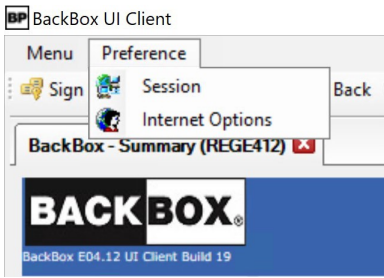 BP BackBox UI Client
Menu Preference
Sign Back
Session
Internet Options
BackBox - Summary (REGE412)
BACKBOX®
BackBox E04.12 UI Client Build 19